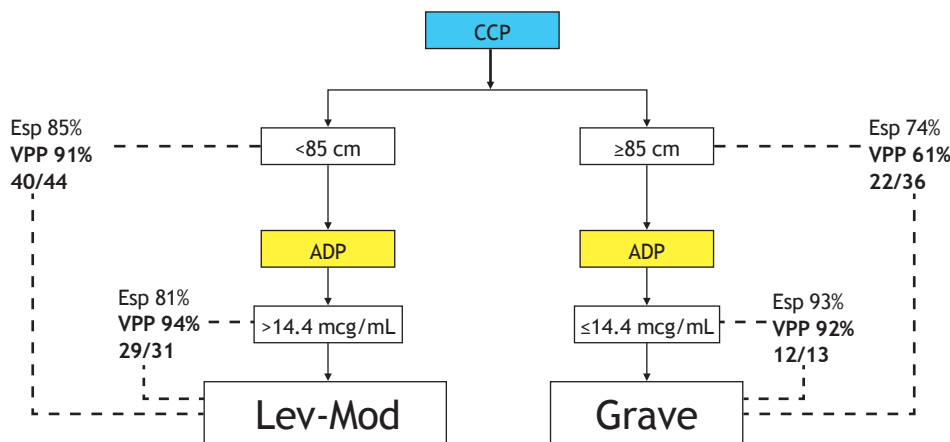 CCP
Esp 85%
VPP 91%
40/44
<85 cm
≥85 cm
Esp 74%
VPP 61%
22/36
ADP
ADP
Esp 81%
VPP 94%
29/31
>14.4 mcg/mL
≤14.4 mcg/mL
Esp 93%
VPP 92%
12/13
Lev-Mod
Grave